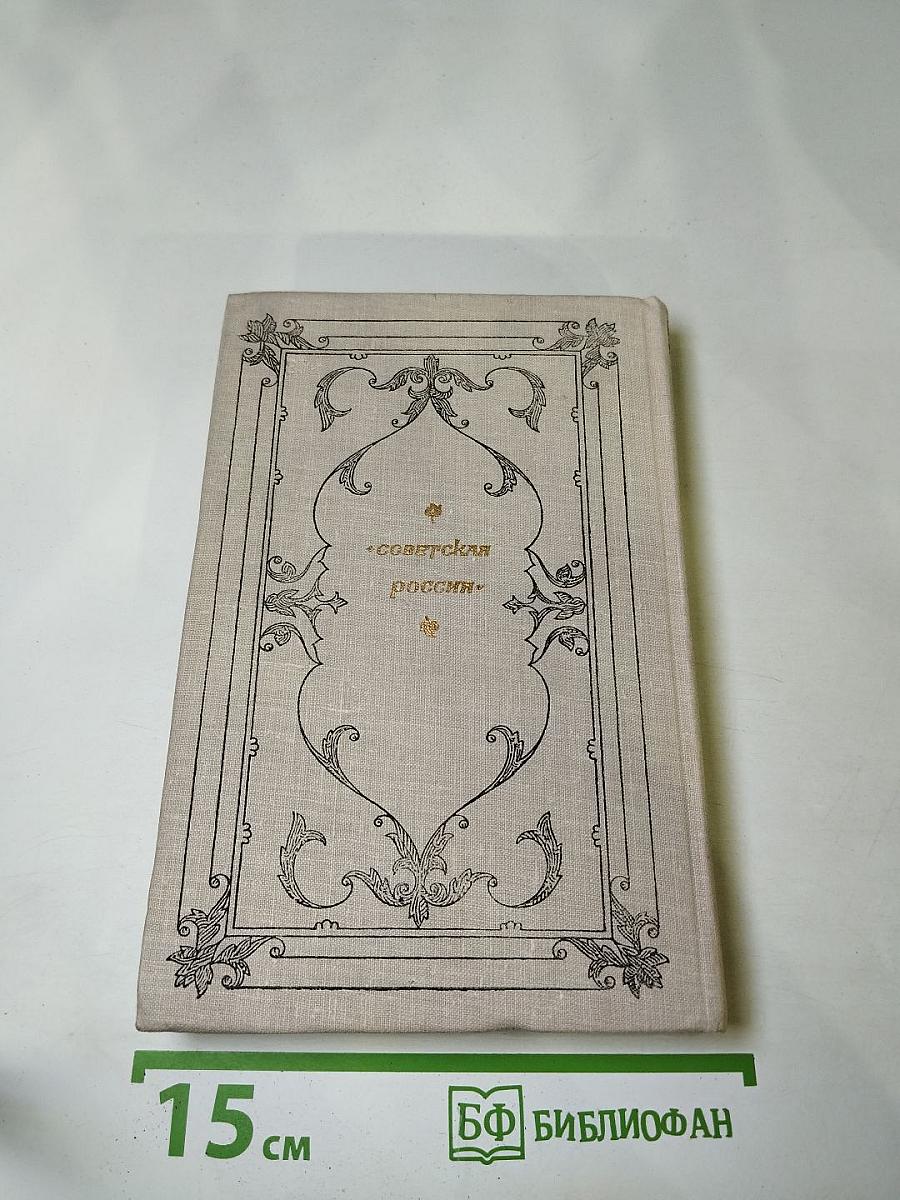 «советская
россия»
15 см
БФ БИБЛИОФАН